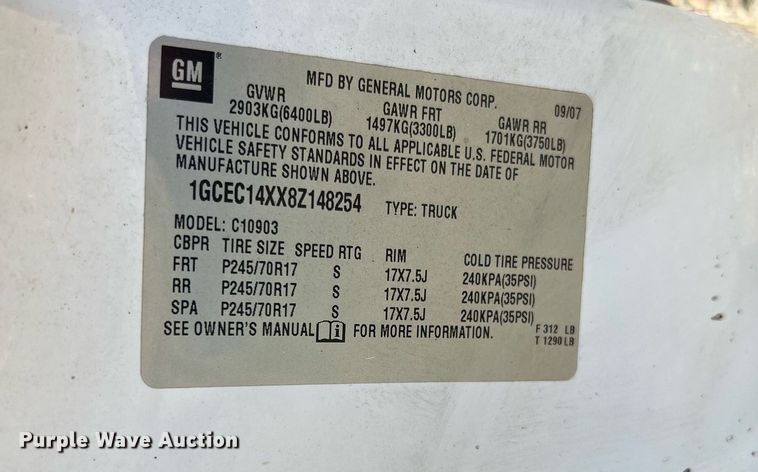 GM
MFD BY GENERAL MOTORS CORP. 09/07
GVWR GAWR FRT GAWR RR
2903KG(6400LB) 1497KG(3300LB) 1701KG(3750LB)
THIS VEHICLE CONFORMS TO ALL APPLICABLE U.S. FEDERAL MOTOR
VEHICLE SAFETY STANDARDS IN EFFECT ON THE DATE OF
MANUFACTURE SHOWN ABOVE.
1GCEC14XX8Z148254 TYPE: TRUCK
MODEL: C10903
CBPR TIRE SIZE SPEED RTG RIM COLD TIRE PRESSURE
FRT P245/70R17 S 17X7.5J 240KPA(35PSI)
RR P245/70R17 S 17X7.5J 240KPA(35PSI)
SPA P245/70R17 S 17X7.5J 240KPA(35PSI)
SEE OWNER'S MANUAL FOR MORE INFORMATION.
F 312 LB
T 1290 LB
Purple Wave Auction